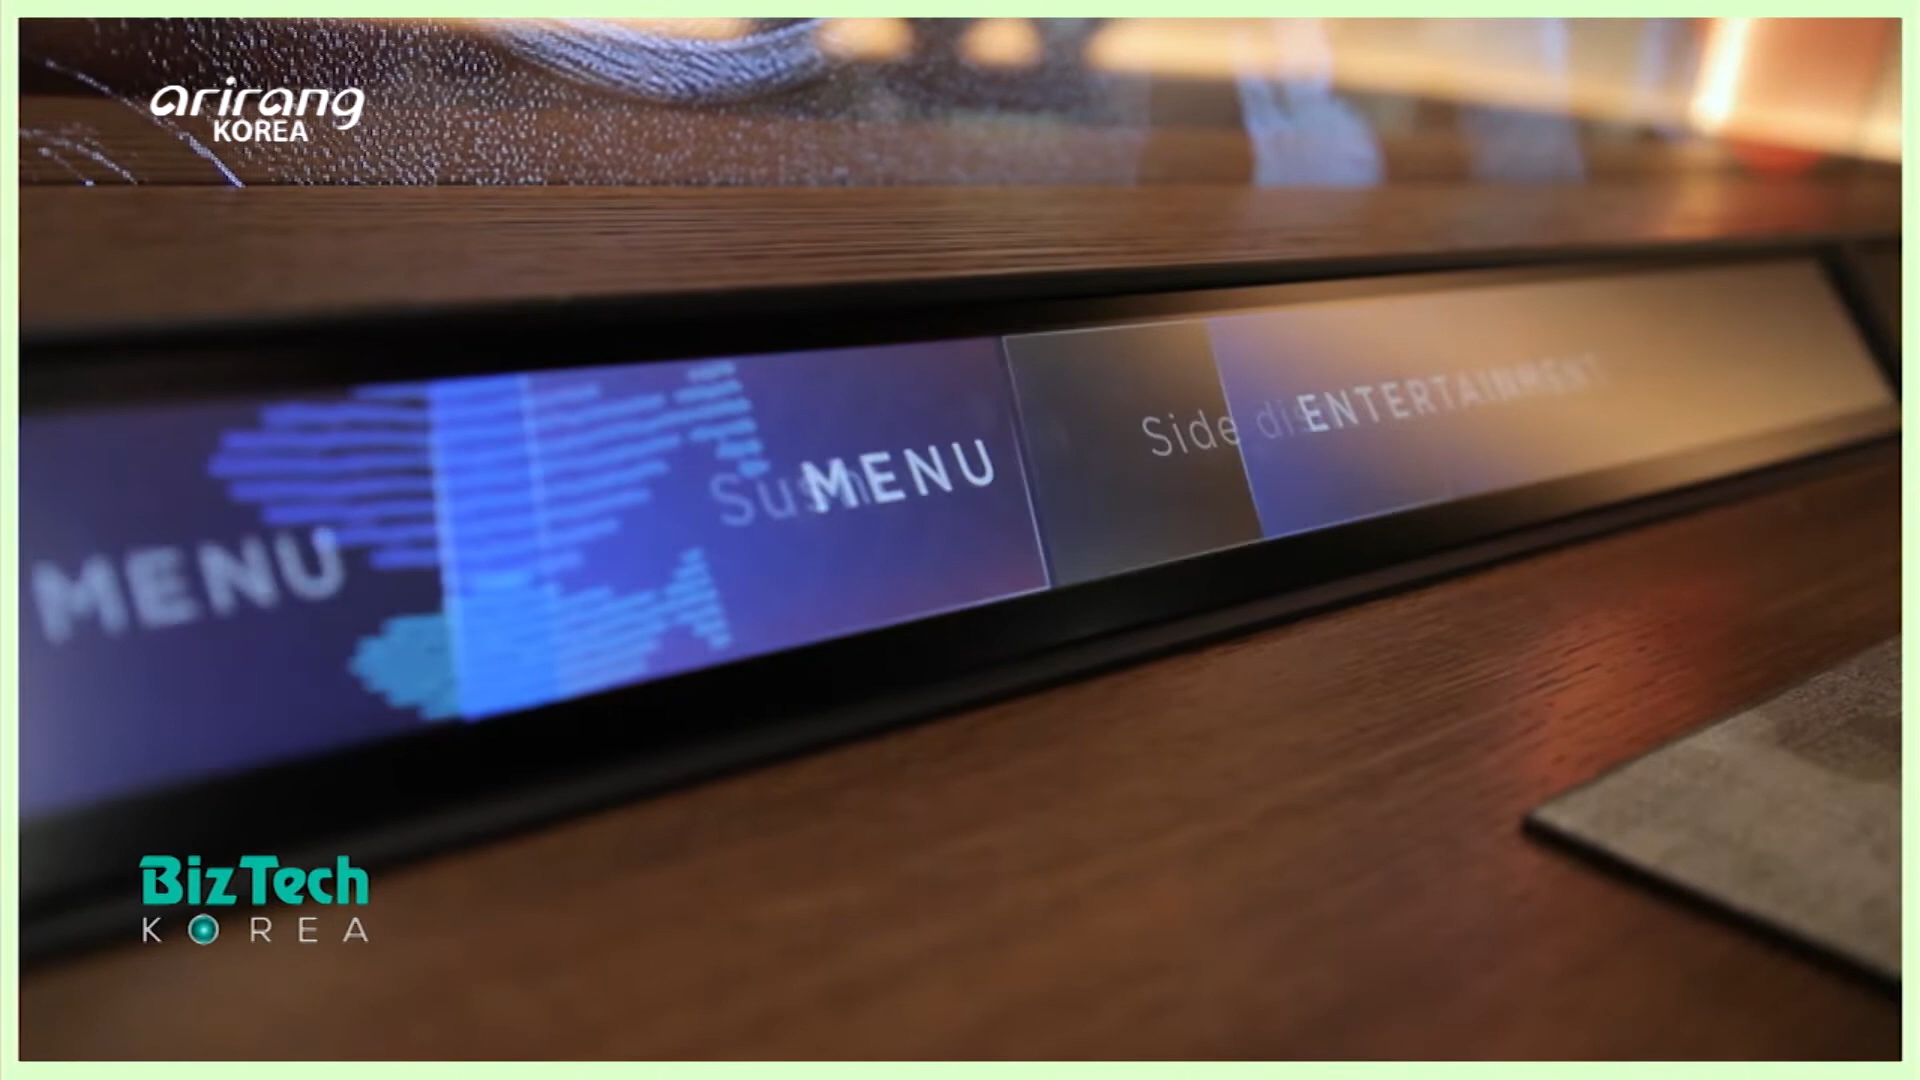 arirang
KOREA
MENU
MENU
Side
ENTERTAINMENT
BizTech
KOREA